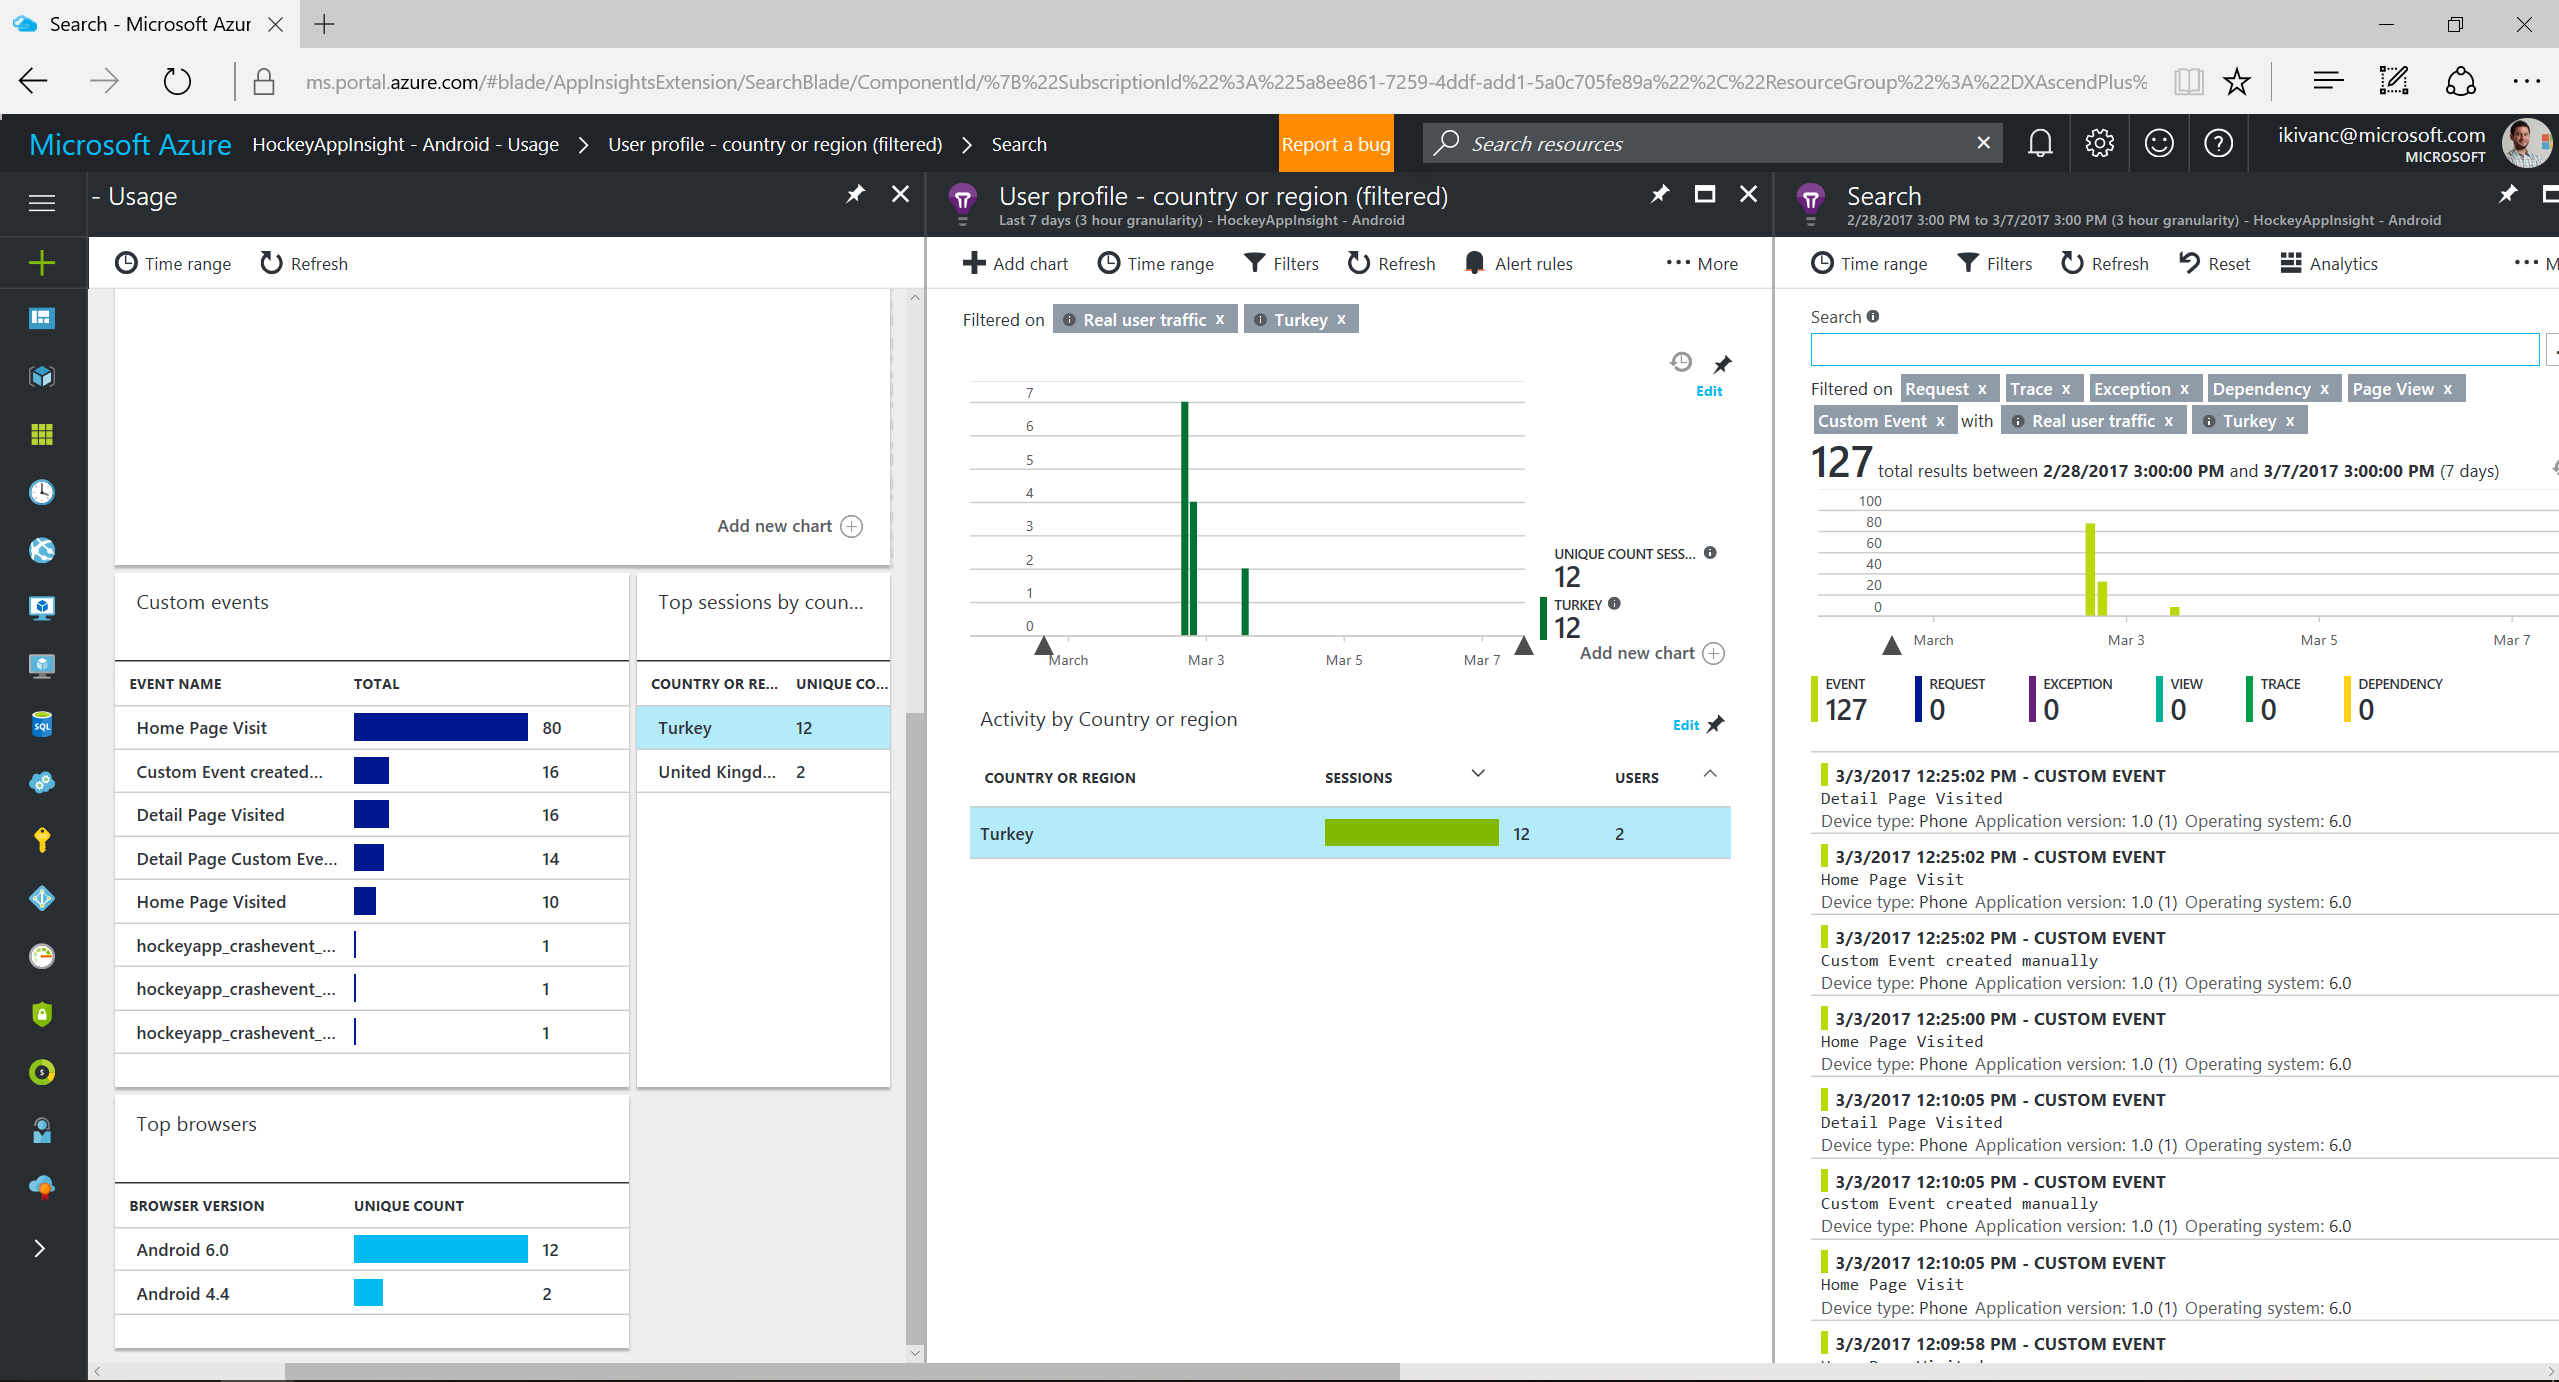 Search - Microsoft Azur
ms.portal.azure.com/#blade/AppInsightsExtension/SearchBlade/ComponentId/%7B%22SubscriptionId%22%3A%225a8ee861-7259-4ddf-add1-5a0c705fe89a%22%2C%22ResourceGroup%22%3A%22DXAscendPlus%
Microsoft Azure HockeyAppInsight - Android - Usage > User profile - country or region (filtered) > Search
Report a bug
Search resources
ikivanc@microsoft.com
MICROSOFT
- Usage
Time range Refresh
Add new chart
Custom events
EVENT NAME TOTAL
Home Page Visit 80
Custom Event created... 16
Detail Page Visited 16
Detail Page Custom Eve... 14
Home Page Visited 10
hockeyapp_crashevent_... 1
hockeyapp_crashevent_... 1
hockeyapp_crashevent_... 1
Top sessions by coun...
COUNTRY OR RE... UNIQUE CO...
Turkey 12
United Kingd... 2
Top browsers
BROWSER VERSION UNIQUE COUNT
Android 6.0 12
Android 4.4 2
User profile - country or region (filtered)
Last 7 days (3 hour granularity) - HockeyAppInsight - Android
Add chart Time range Filters Refresh Alert rules ... More
Filtered on Real user traffic x Turkey x
Edit
7
6
5
4
3
2
1
0
March Mar 3 Mar 5 Mar 7
UNIQUE COUNT SESS...
12
TURKEY
12
Add new chart
Activity by Country or region
Edit
COUNTRY OR REGION SESSIONS USERS
Turkey 12 2
Search
2/28/2017 3:00 PM to 3/7/2017 3:00 PM (3 hour granularity) - HockeyAppInsight - Android
Time range Filters Refresh Reset Analytics ... M
Search
Filtered on Request x Trace x Exception x Dependency x Page View x
Custom Event x with Real user traffic x Turkey x
127 total results between 2/28/2017 3:00:00 PM and 3/7/2017 3:00:00 PM (7 days)
100
80
60
40
20
0
March Mar 3 Mar 5 Mar 7
EVENT REQUEST EXCEPTION VIEW TRACE DEPENDENCY
127 0 0 0 0 0
3/3/2017 12:25:02 PM - CUSTOM EVENT
Detail Page Visited
Device type: Phone Application version: 1.0 (1) Operating system: 6.0
3/3/2017 12:25:02 PM - CUSTOM EVENT
Home Page Visit
Device type: Phone Application version: 1.0 (1) Operating system: 6.0
3/3/2017 12:25:02 PM - CUSTOM EVENT
Custom Event created manually
Device type: Phone Application version: 1.0 (1) Operating system: 6.0
3/3/2017 12:25:00 PM - CUSTOM EVENT
Home Page Visited
Device type: Phone Application version: 1.0 (1) Operating system: 6.0
3/3/2017 12:10:05 PM - CUSTOM EVENT
Detail Page Visited
Device type: Phone Application version: 1.0 (1) Operating system: 6.0
3/3/2017 12:10:05 PM - CUSTOM EVENT
Custom Event created manually
Device type: Phone Application version: 1.0 (1) Operating system: 6.0
3/3/2017 12:10:05 PM - CUSTOM EVENT
Home Page Visit
Device type: Phone Application version: 1.0 (1) Operating system: 6.0
3/3/2017 12:09:58 PM - CUSTOM EVENT